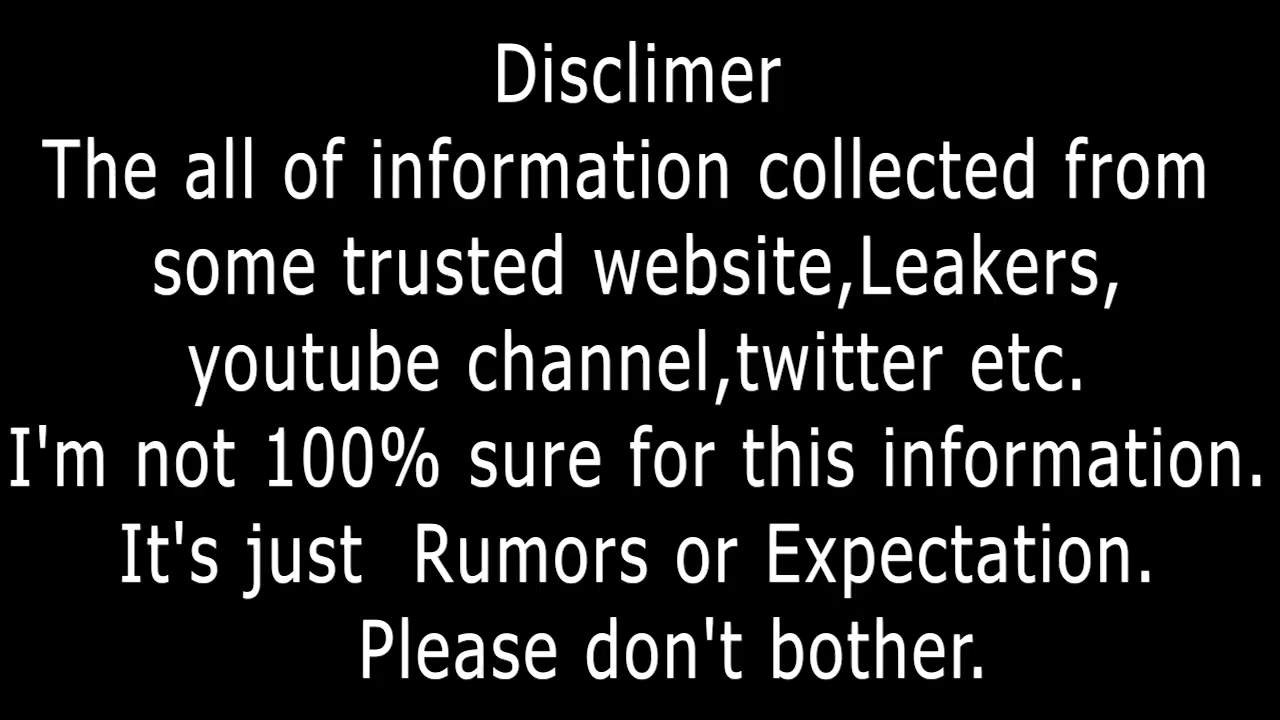 Disclimer
The all of information collected from
some trusted website,Leakers,
youtube channel,twitter etc.
I'm not 100% sure for this information.
It's just  Rumors or Expectation.
Please don't bother.